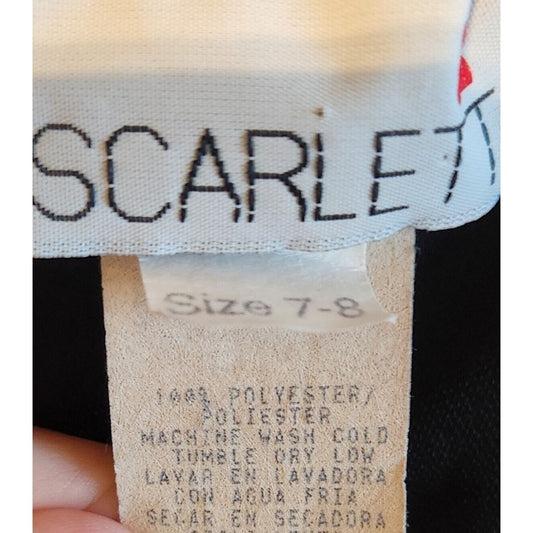 SCARLETT
Size 7-8
100% POLYESTER/
POLIESTER
MACHINE WASH COLD
TUMBLE DRY LOW
LAVAR EN LAVADORA
CON AGUA FRIA
SECAR EN SECADORA